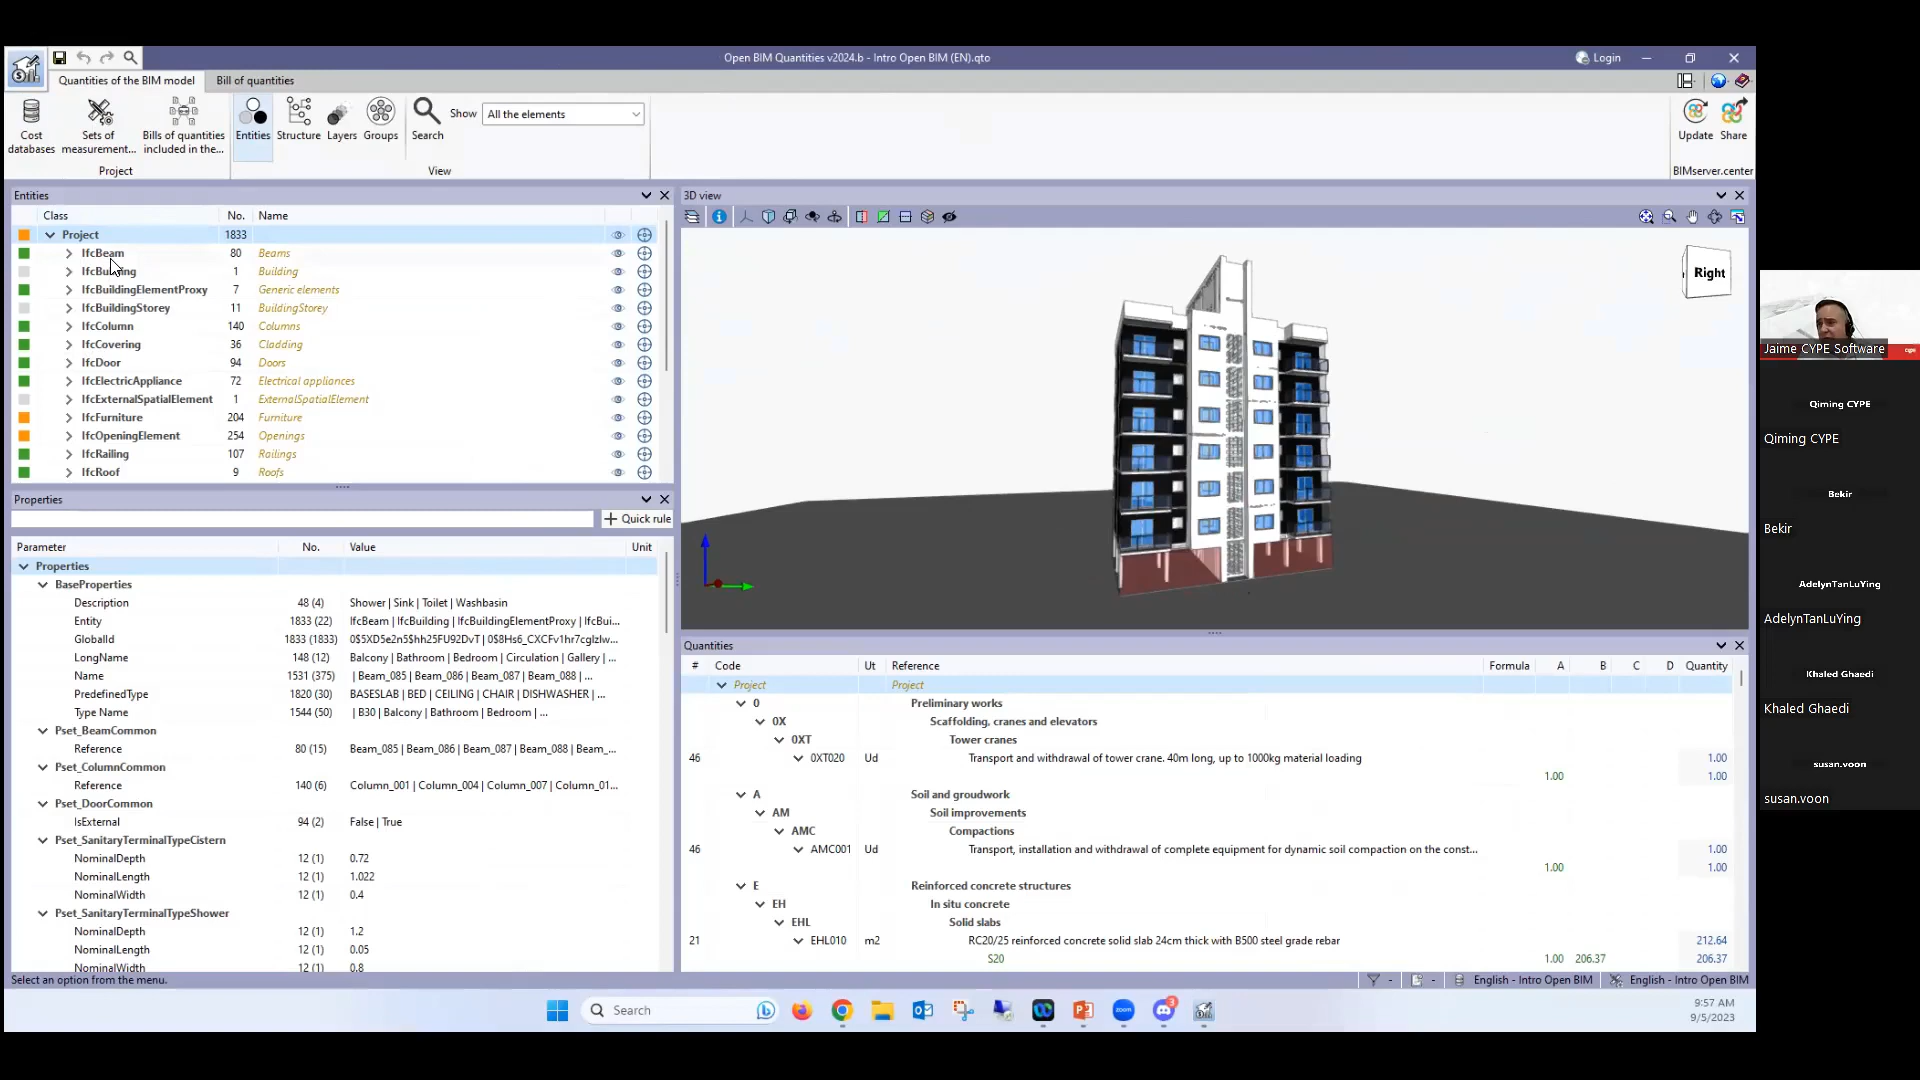 Open BIM Quantities v2024.b - Intro Open BIM (EN).qto
Login
Quantities of the BIM model
Bill of quantities
Cost databases
Sets of measurement...
Bills of quantities included in the...
Entities
Structure
Layers
Groups
Search
Show
All the elements
Update
Share
Project
View
BIMserver.center
Entities
Class No. Name
Project 1833
IfcBeam 80 Beams
IfcBuilding 1 Building
IfcBuildingElementProxy 7 Generic elements
IfcBuildingStorey 11 BuildingStorey
IfcColumn 140 Columns
IfcCovering 36 Cladding
IfcDoor 94 Doors
IfcElectricAppliance 72 Electrical appliances
IfcExternalSpatialElement 1 ExternalSpatialElement
IfcFurniture 204 Furniture
IfcOpeningElement 254 Openings
IfcRailing 107 Railings
IfcRoof 9 Roofs
Properties
Quick rule
Parameter No. Value Unit
Properties
BaseProperties
Description 48 (4) Shower | Sink | Toilet | Washbasin
Entity 1833 (22) IfcBeam | IfcBuilding | IfcBuildingElementProxy | IfcBui...
GlobalId 1833 (1833) 0$5XD5e2n5$hh25FU92DvT | 0$8Hs6_CXCFv1hr7cglzlw...
LongName 148 (12) Balcony | Bathroom | Bedroom | Circulation | Gallery | ...
Name 1531 (375) | Beam_085 | Beam_086 | Beam_087 | Beam_088 | ...
PredefinedType 1820 (30) BASESLAB | BED | CEILING | CHAIR | DISHWASHER | ...
Type Name 1544 (50) | B30 | Balcony | Bathroom | Bedroom | ...
Pset_BeamCommon
Reference 80 (15) Beam_085 | Beam_086 | Beam_087 | Beam_088 | Beam_...
Pset_ColumnCommon
Reference 140 (6) Column_001 | Column_004 | Column_007 | Column_01...
Pset_DoorCommon
IsExternal 94 (2) False | True
Pset_SanitaryTerminalTypeCistern
NominalDepth 12 (1) 0.72
NominalLength 12 (1) 1.022
NominalWidth 12 (1) 0.4
Pset_SanitaryTerminalTypeShower
NominalDepth 12 (1) 1.2
NominalLength 12 (1) 0.05
NominalWidth 12 (1) 0.8
3D view
Right
Quantities
# Code Ut Reference Formula A B C D Quantity
Project Project
0 Preliminary works
0X Scaffolding, cranes and elevators
0XT Tower cranes
46 0XT020 Ud Transport and withdrawal of tower crane. 40m long, up to 1000kg material loading 1.00
1.00 1.00
A Soil and groudwork
AM Soil improvements
AMC Compactions
46 AMC001 Ud Transport, installation and withdrawal of complete equipment for dynamic soil compaction on the const... 1.00
1.00 1.00
E Reinforced concrete structures
EH In situ concrete
EHL Solid slabs
21 EHL010 m2 RC20/25 reinforced concrete solid slab 24cm thick with B500 steel grade rebar 212.64
S20 1.00 206.37 206.37
Select an option from the menu.
English - Intro Open BIM
English - Intro Open BIM
Search
9:57 AM
9/5/2023
Jaime CYPE Software
cype
Qiming CYPE
Qiming CYPE
Bekir
Bekir
AdelynTanLuYing
AdelynTanLuYing
Khaled Ghaedi
Khaled Ghaedi
susan.voon
susan.voon